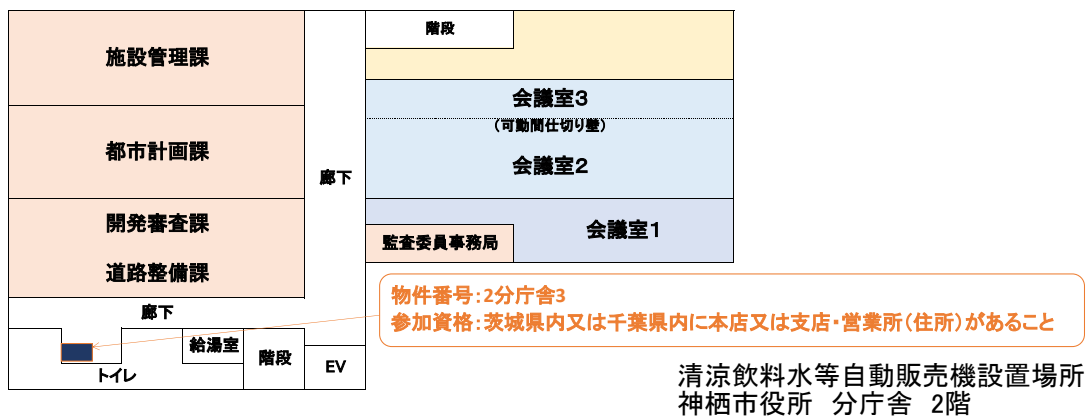 階段
施設管理課
会議室3
(可動間仕切り壁)
都市計画課
会議室2
廊下
開発審査課
会議室1
監査委員事務局
道路整備課
物件番号:2分庁舎3
参加資格:茨城県内又は千葉県内に本店又は支店・営業所(住所)があること
廊下
給湯室
階段
EV
トイレ
清涼飲料水等自動販売機設置場所
神栖市役所 分庁舎 2階